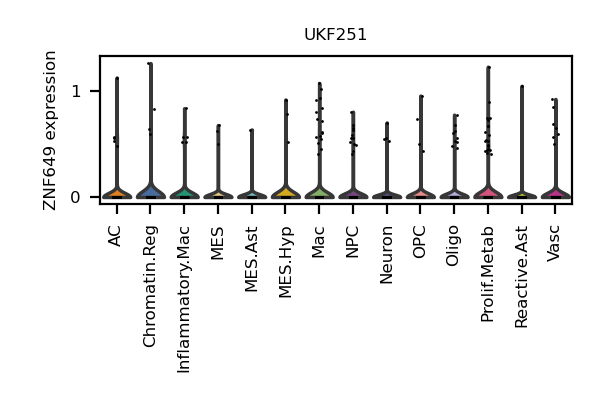 UKF251
ZNF649 expression
1
0
AC
Chromatin.Reg
Inflammatory.Mac
MES
MES.Ast
MES.Hyp
Mac
NPC
Neuron
OPC
Oligo
Prolif.Metab
Reactive.Ast
Vasc